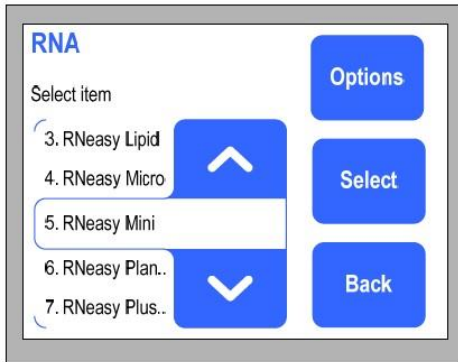 RNA
Select item
3. RNeasy Lipid
4. RNeasy Micro
5. RNeasy Mini
6. RNeasy Plan..
7. RNeasy Plus..
Options
Select
Back